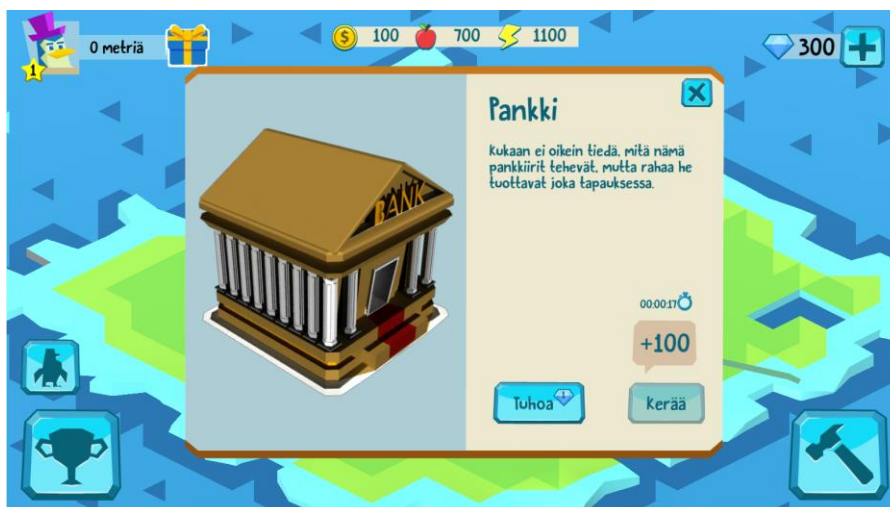 0 metriä
100 700 1100
300
1
Pankki
Kukaan ei oikein tiedä, mitä nämä
pankkiirit tehevät, mutta rahaa he
tuottavat joka tapauksessa.
BANK
00:00:17
+100
Tuhoa 1
Kerää